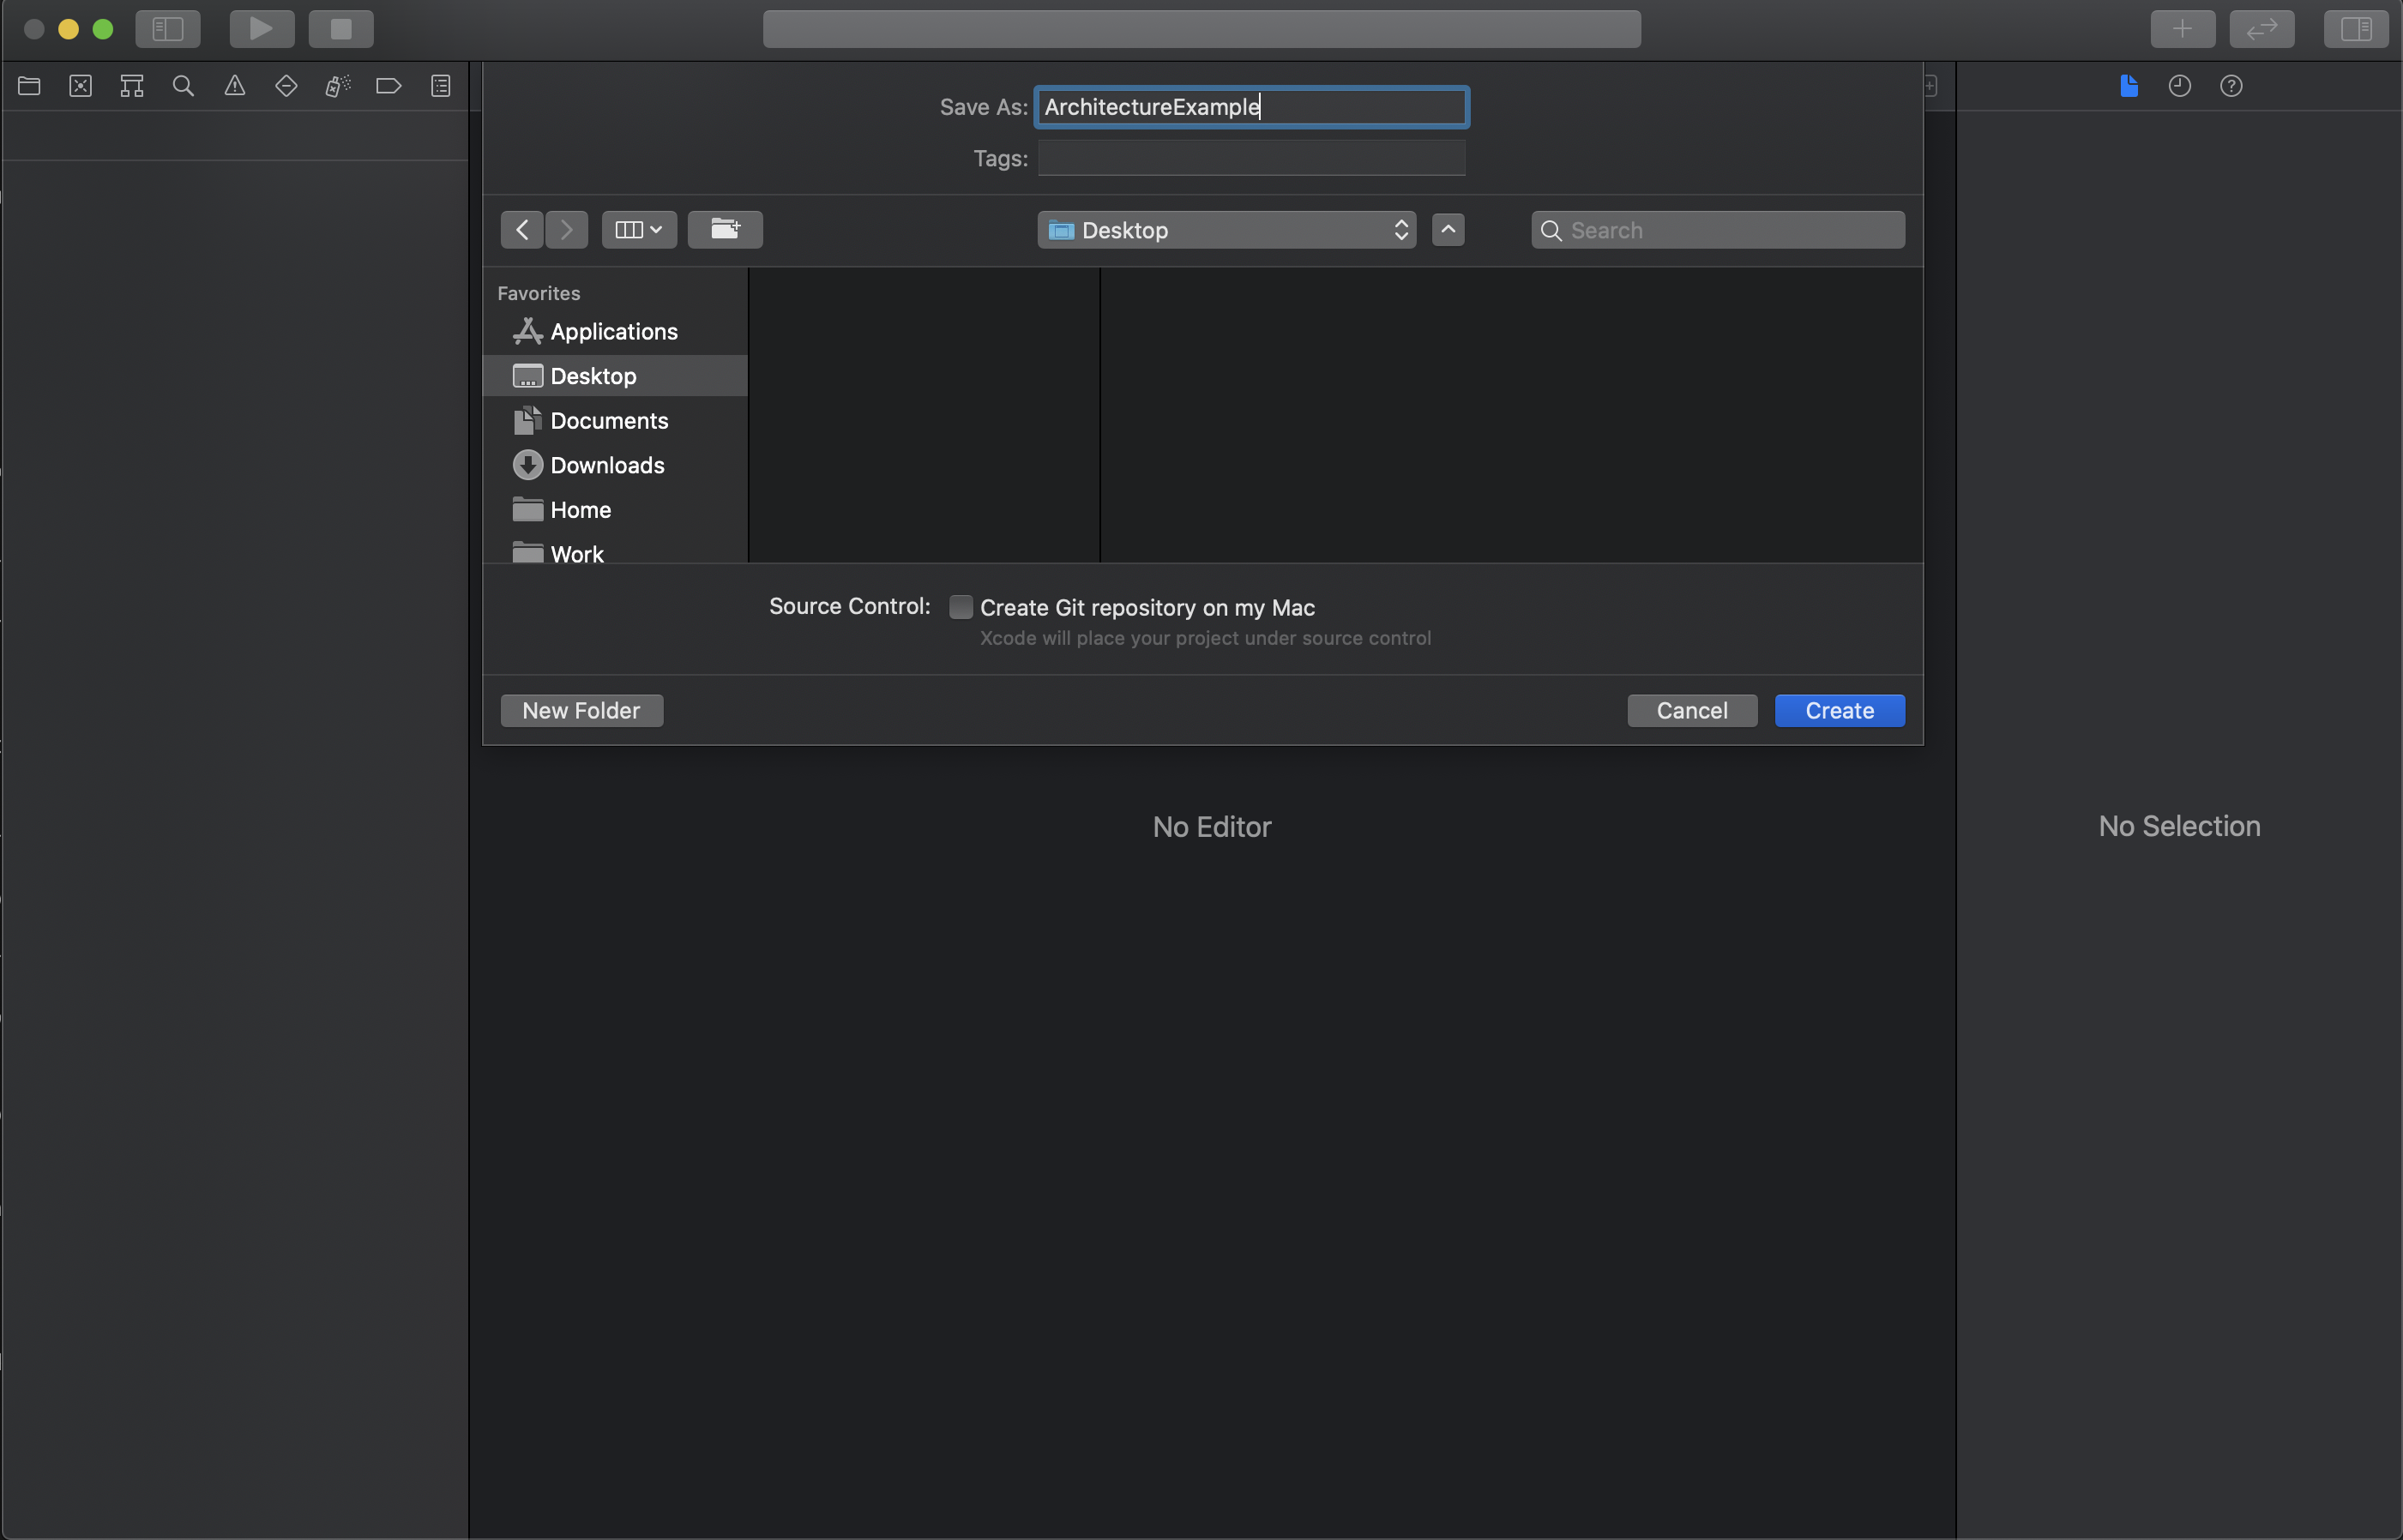 Save As: ArchitectureExample
Tags:
Desktop
Search
Favorites
Applications
Desktop
Documents
Downloads
Home
Work
Source Control: Create Git repository on my Mac
Xcode will place your project under source control
New Folder
Cancel
Create
No Editor
No Selection